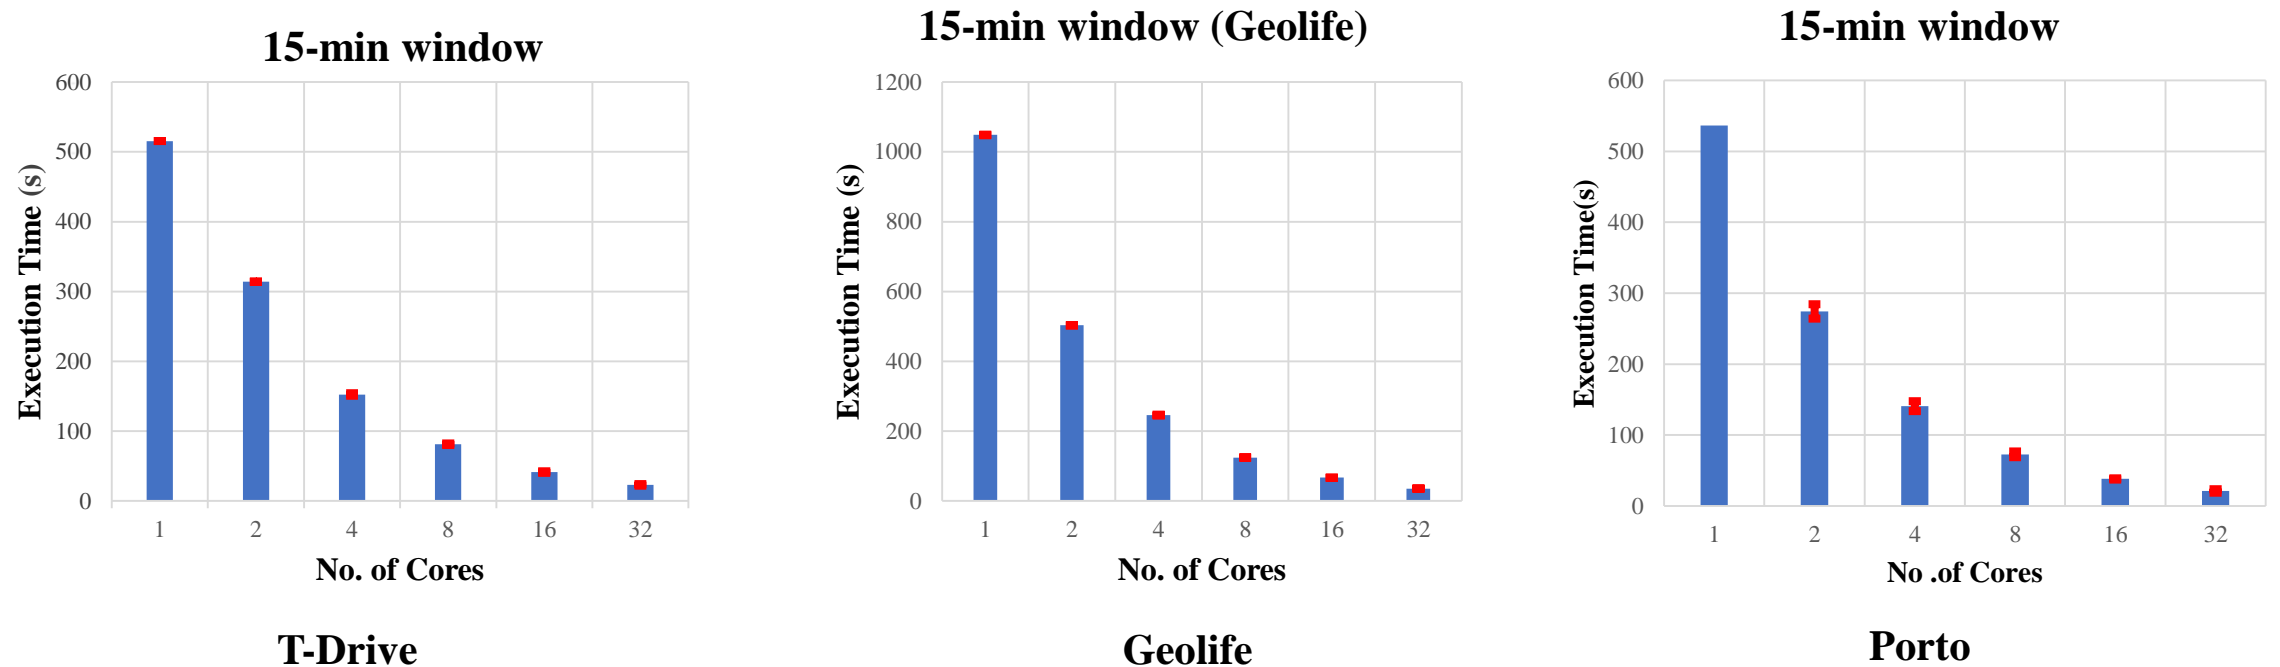 15-min window
600
500
400
300
200
100
0
Execution Time (s)
1 2 4 8 16 32
No. of Cores
T-Drive
15-min window (Geolife)
1200
1000
800
600
400
200
0
Execution Time (s)
1 2 4 8 16 32
No. of Cores
Geolife
15-min window
600
500
400
300
200
100
0
Execution Time(s)
1 2 4 8 16 32
No .of Cores
Porto